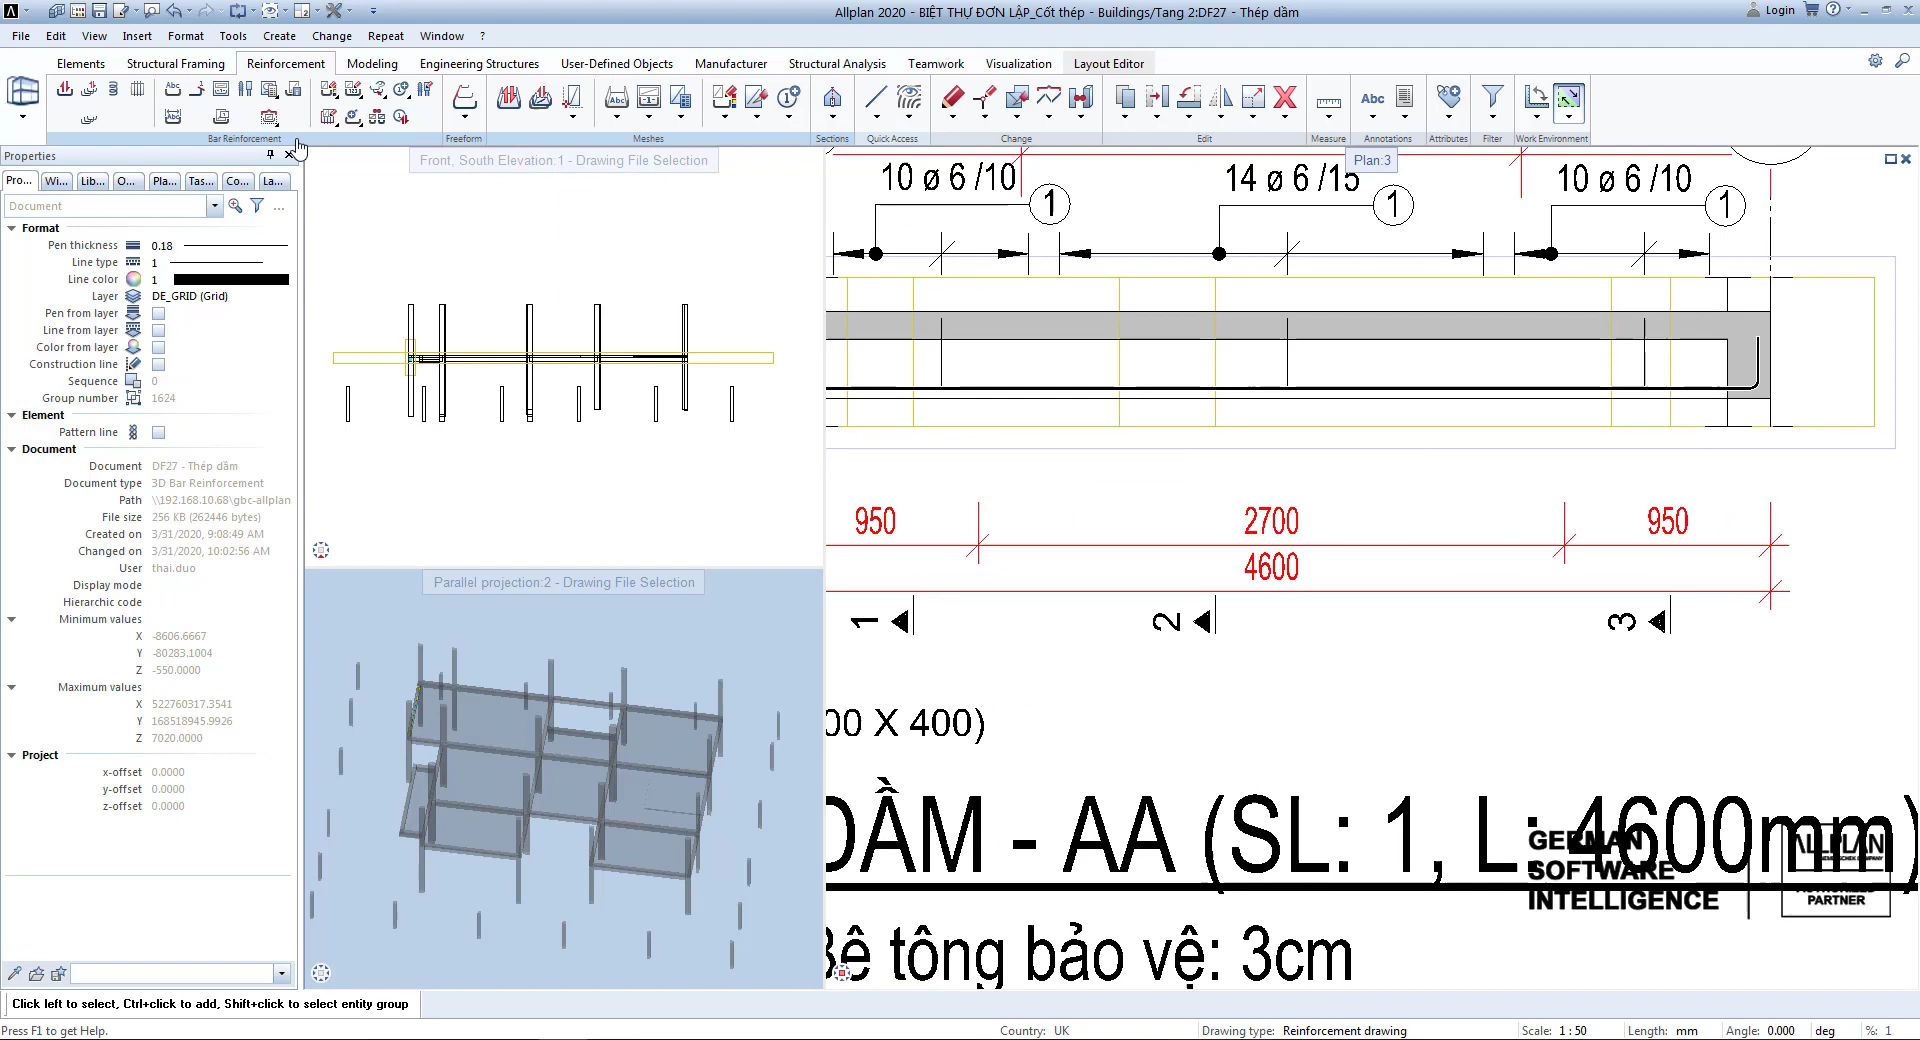 Allplan 2020 - BIỆT THỰ ĐƠN LẬP_Cốt thép - Buildings/Tang 2:DF27 - Thép dầm
Login
File Edit View Insert Format Tools Create Change Repeat Window ?
Elements Structural Framing Reinforcement Modeling Engineering Structures User-Defined Objects Manufacturer Structural Analysis Teamwork Visualization Layout Editor
Bar Reinforcement Freeform Meshes Sections Quick Access Change Edit Measure Annotations Attributes Filter Work Environment
Properties
Pro... Wi... Lib... O... Pla... Tas... Co... La...
Document
Format
Pen thickness 0.18
Line type 1
Line color 1
Layer DE_GRID (Grid)
Pen from layer
Line from layer
Color from layer
Construction line
Sequence 0
Group number 1624
Element
Pattern line
Document
Document DF27 - Thép dầm
Document type 3D Bar Reinforcement
Path \\192.168.10.68\gbc-allplan
File size 256 KB (262446 bytes)
Created on 3/31/2020, 9:08:49 AM
Changed on 3/31/2020, 10:02:56 AM
User thai.duo
Display mode
Hierarchic code
Minimum values
X -8606.6667
Y -80283.1004
Z -550.0000
Maximum values
X 522760317.3541
Y 168518945.9926
Z 7020.0000
Project
x-offset 0.0000
y-offset 0.0000
z-offset 0.0000
Front, South Elevation:1 - Drawing File Selection
Parallel projection:2 - Drawing File Selection
Plan:3
10 ø 6 /10 14 ø 6 /15 10 ø 6 /10
1 1 1
950 2700 950
4600
1 2 3
00 X 400)
DẦM - AA (SL: 1, L: 4600mm)
GERMAN
SOFTWARE
INTELLIGENCE
ALLPLAN
A NEMETSCHEK COMPANY
AUTHORIZED
PARTNER
Bê tông bảo vệ: 3cm
Click left to select, Ctrl+click to add, Shift+click to select entity group
Press F1 to get Help.
Country: UK Drawing type: Reinforcement drawing Scale: 1 : 50 Length: mm Angle: 0.000 deg %: 1